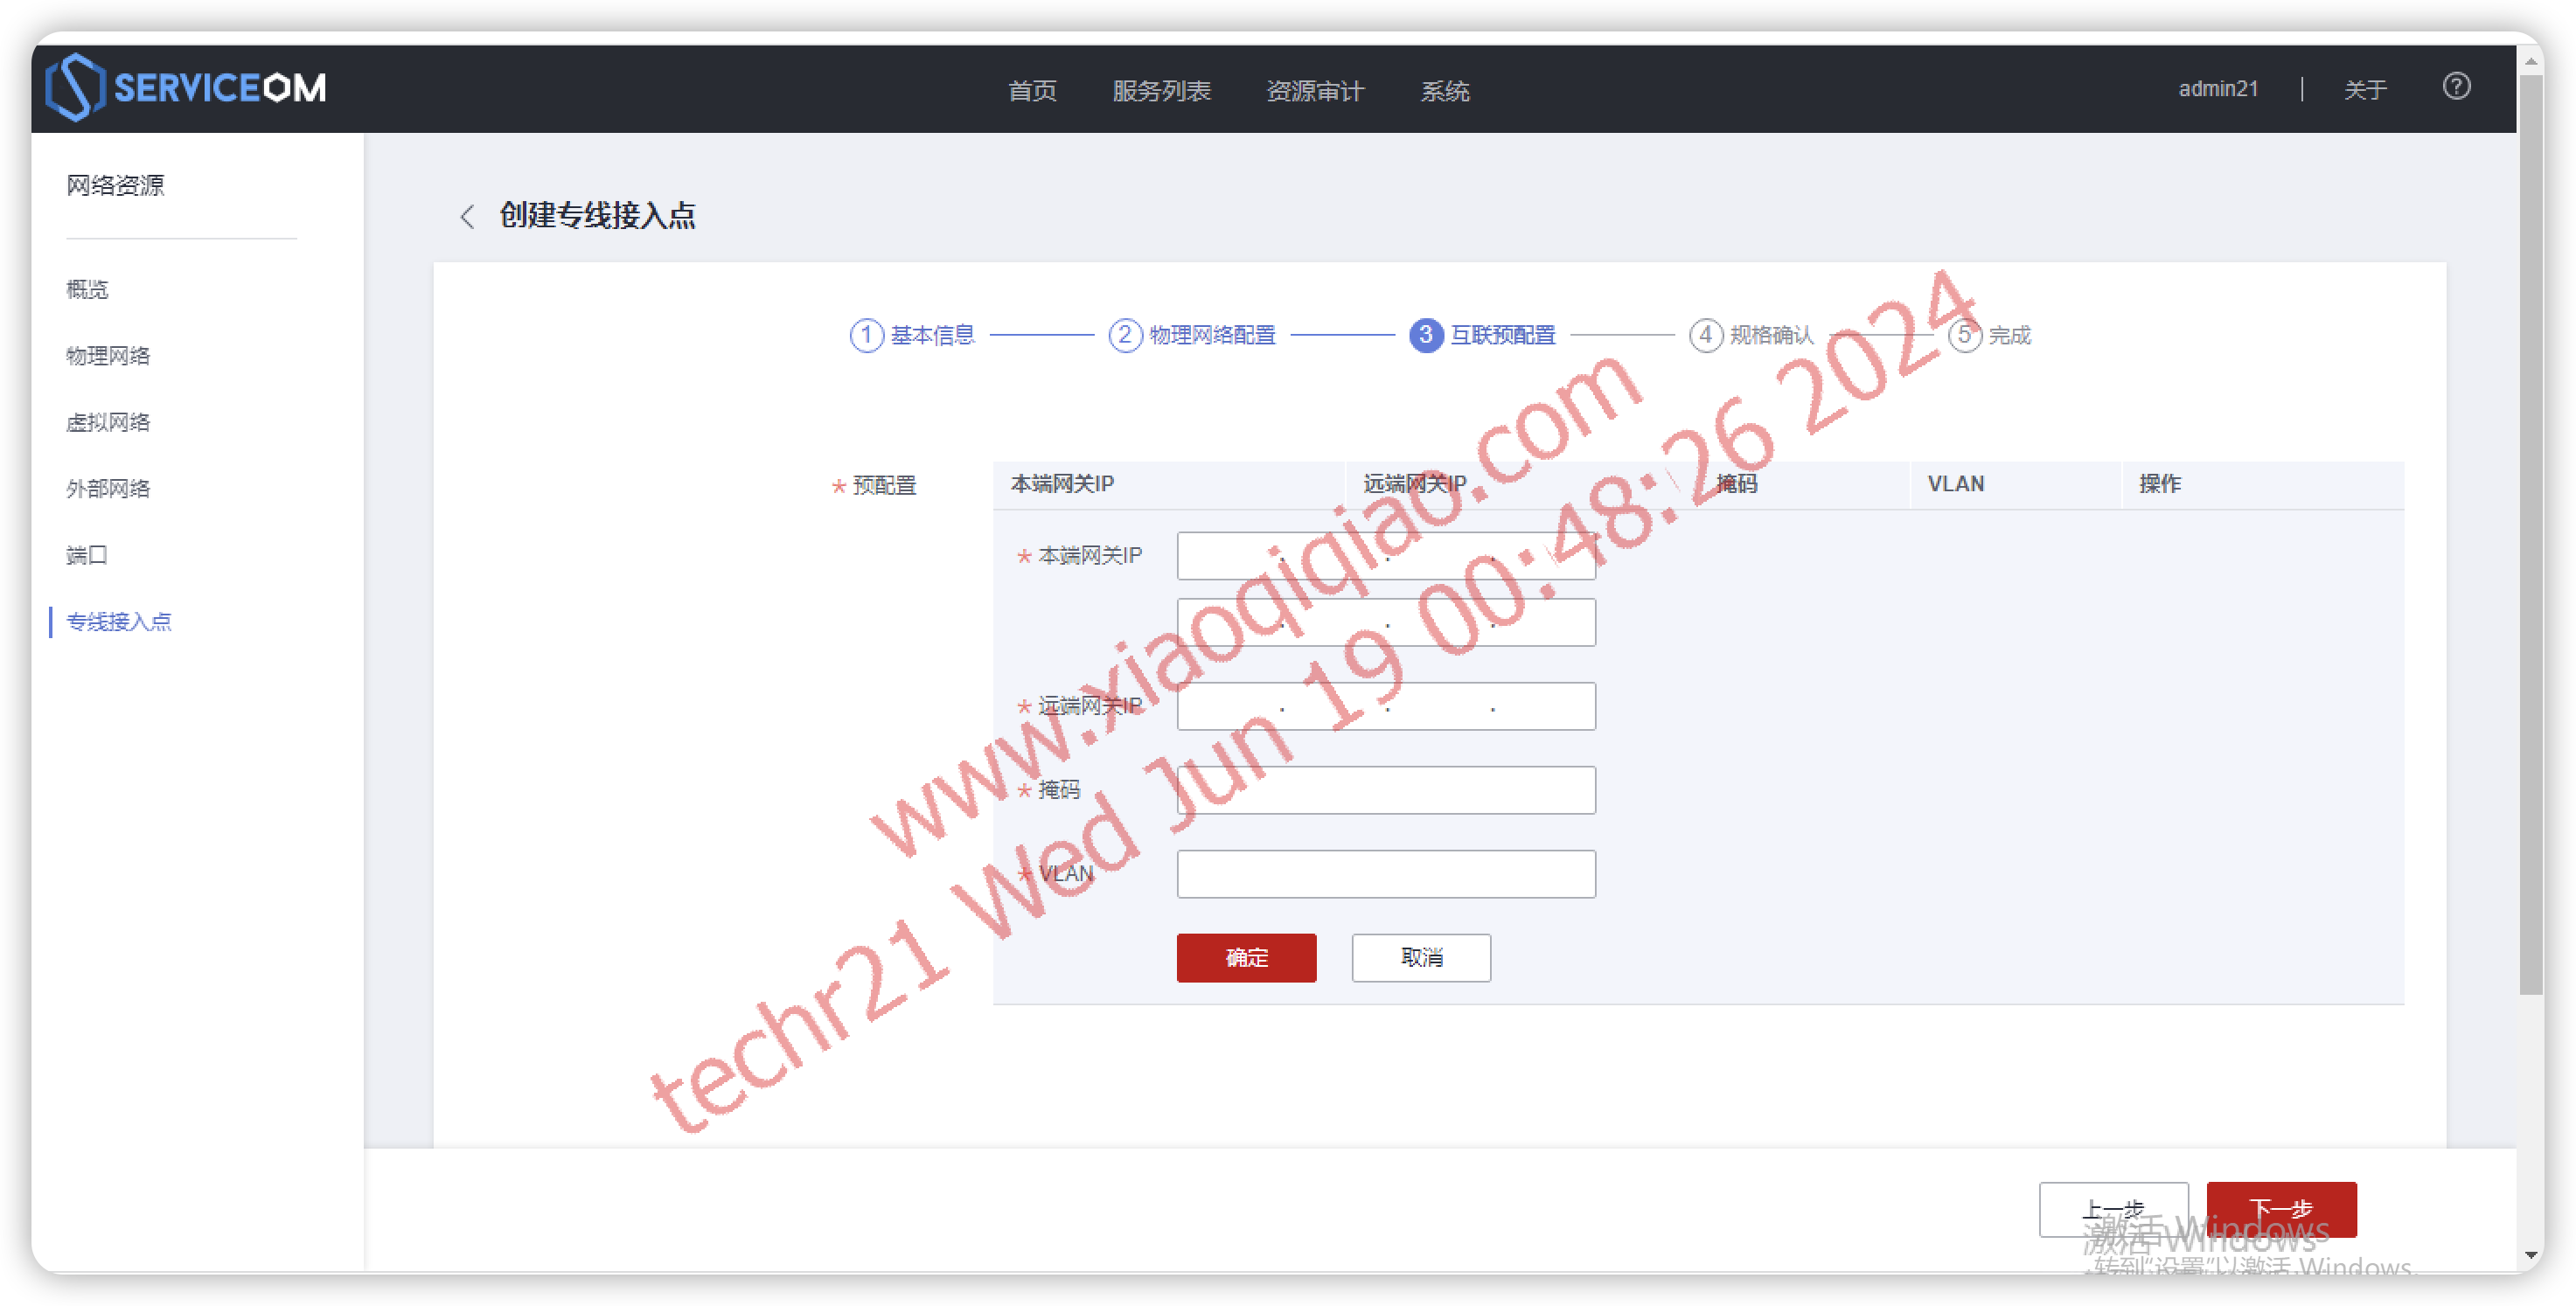 SERVICEOM
首页 服务列表 资源审计 系统
admin21 | 关于 ?
网络资源
概览
物理网络
虚拟网络
外部网络
端口
专线接入点
创建专线接入点
1 基本信息 2 物理网络配置 3 互联预配置 4 规格确认 5 完成
* 预配置
本端网关IP 远端网关IP 掩码 VLAN 操作
* 本端网关IP
* 远端网关IP
* 掩码
* VLAN
确定 取消
上一步 下一步
www.xiaoqiqiao.com
techr21 Wed Jun 19 00:48:26 2024
激活 Windows
转到"设置"以激活 Windows。